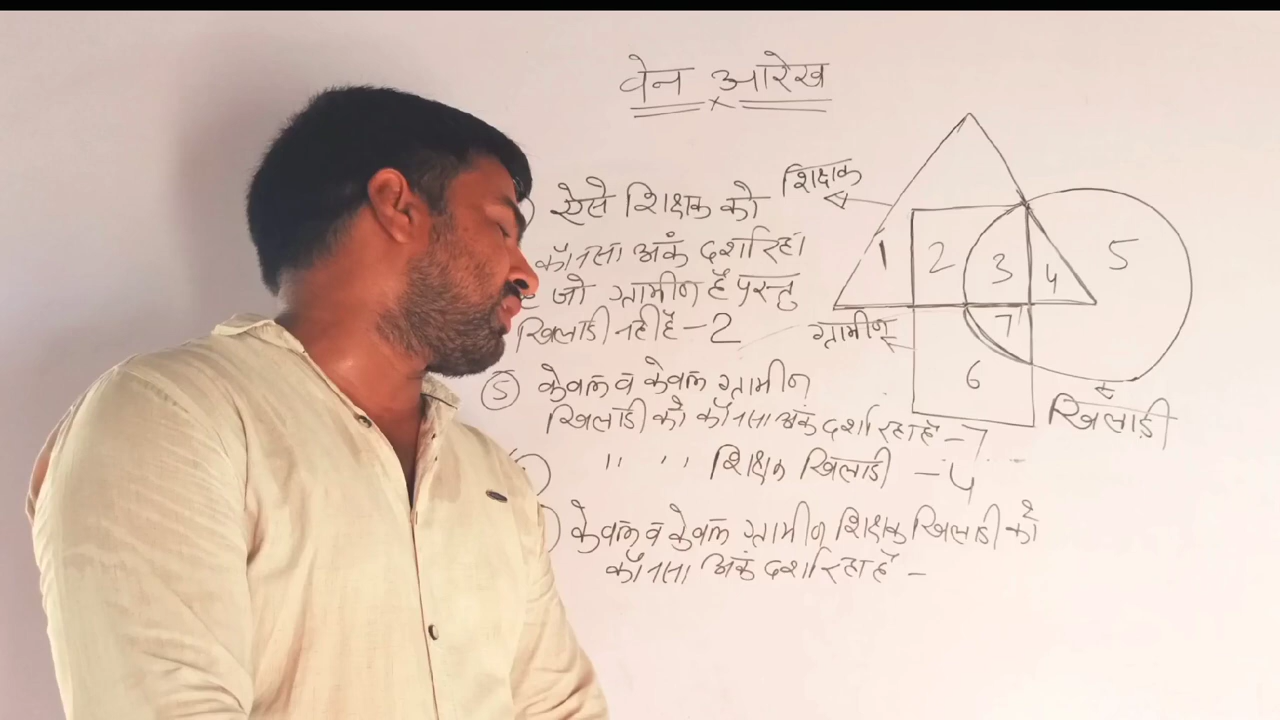 वेन आरेख
ऐसे शिक्षक को
कौनसा अंक दर्शा रहा
है जो ग्रामीण है परन्तु
खिलाडी नही है - 2
5 केवल व केवल ग्रामीन
खिलाडी को कौनसा अंक दर्शा रहा है - 7
" " शिक्षक खिलाडी - 4
केवल व केवल ग्रामीन शिक्षक खिलाडी को
कौनसा अंक दर्शा रहा है -
शिक्षक
1 2 3 4 5
7
ग्रामीण
6
खिलाड़ी